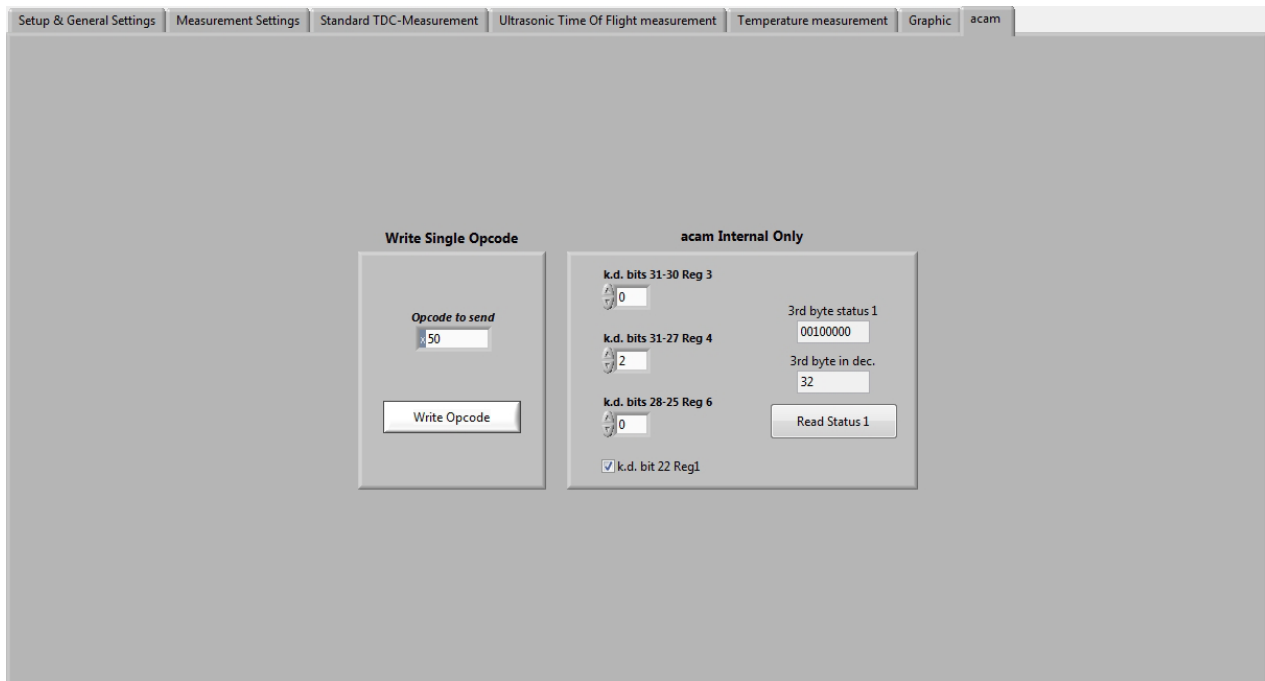 Setup & General Settings
Measurement Settings
Standard TDC-Measurement
Ultrasonic Time Of Flight measurement
Temperature measurement
Graphic
acam
Write Single Opcode
Opcode to send
x 50
Write Opcode
acam Internal Only
k.d. bits 31-30 Reg 3
0
k.d. bits 31-27 Reg 4
2
k.d. bits 28-25 Reg 6
0
k.d. bit 22 Reg1
3rd byte status 1
00100000
3rd byte in dec.
32
Read Status 1